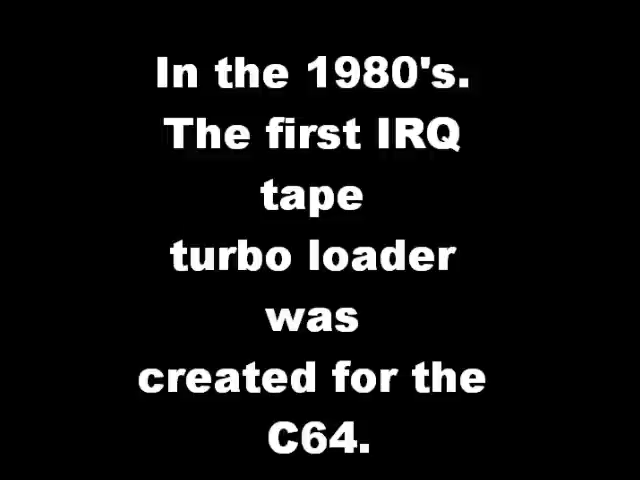 In the 1980's.
The first IRQ
tape
turbo loader
was
created for the
C64.